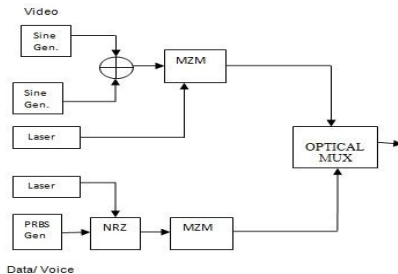 Video
Sine
Gen.
MZM
Sine
Gen.
Laser
OPTICAL
MUX
Laser
PRBS
Gen
NRZ
MZM
Data/ Voice